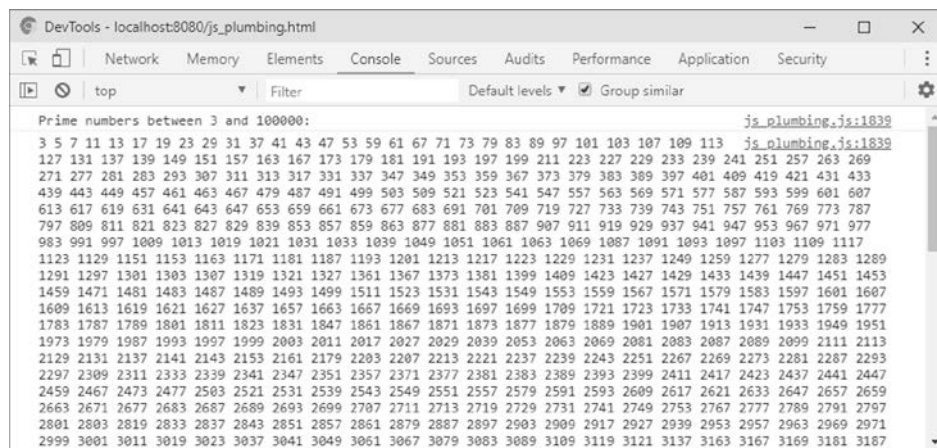 DevTools - localhost:8080/js_plumbing.html
Network Memory Elements Console Sources Audits Performance Application Security
top Filter Default levels Group similar
Prime numbers between 3 and 100000: js_plumbing.js:1839
3 5 7 11 13 17 19 23 29 31 37 41 43 47 53 59 61 67 71 73 79 83 89 97 101 103 107 109 113 js_plumbing.js:1839
127 131 137 139 149 151 157 163 167 173 179 181 191 193 197 199 211 223 227 229 233 239 241 251 257 263 269
271 277 281 283 293 307 311 313 317 331 337 347 349 353 359 367 373 379 383 389 397 401 409 419 421 431 433
439 443 449 457 461 463 467 479 487 491 499 503 509 521 523 541 547 557 563 569 571 577 587 593 599 601 607
613 617 619 631 641 643 647 653 659 661 673 677 683 691 701 709 719 727 733 739 743 751 757 761 769 773 787
797 809 811 821 823 827 829 839 853 857 859 863 877 881 883 887 907 911 919 929 937 941 947 953 967 971 977
983 991 997 1009 1013 1019 1021 1031 1033 1039 1049 1051 1061 1063 1069 1087 1091 1093 1097 1103 1109 1117
1123 1129 1151 1153 1163 1171 1181 1187 1193 1201 1213 1217 1223 1229 1231 1237 1249 1259 1277 1279 1283 1289
1291 1297 1301 1303 1307 1319 1321 1327 1361 1367 1373 1381 1399 1409 1423 1427 1429 1433 1439 1447 1451 1453
1459 1471 1481 1483 1487 1489 1493 1499 1511 1523 1531 1543 1549 1553 1559 1567 1571 1579 1583 1597 1601 1607
1609 1613 1619 1621 1627 1637 1657 1663 1667 1669 1693 1697 1699 1709 1721 1723 1733 1741 1747 1753 1759 1777
1783 1787 1789 1801 1811 1823 1831 1847 1861 1867 1871 1873 1877 1879 1889 1901 1907 1913 1931 1933 1949 1951
1973 1979 1987 1993 1997 1999 2003 2011 2017 2027 2029 2039 2053 2063 2069 2081 2083 2087 2089 2099 2111 2113
2129 2131 2137 2141 2143 2153 2161 2179 2203 2207 2213 2221 2237 2239 2243 2251 2267 2269 2273 2281 2287 2293
2297 2309 2311 2333 2339 2341 2347 2351 2357 2371 2377 2381 2383 2389 2393 2399 2411 2417 2423 2437 2441 2447
2459 2467 2473 2477 2503 2521 2531 2539 2543 2549 2551 2557 2579 2591 2593 2609 2617 2621 2633 2647 2657 2659
2663 2671 2677 2683 2687 2689 2693 2699 2707 2711 2713 2719 2729 2731 2741 2749 2753 2767 2777 2789 2791 2797
2801 2803 2819 2833 2837 2843 2851 2857 2861 2879 2887 2897 2903 2909 2917 2927 2939 2953 2957 2963 2969 2971
2999 3001 3011 3019 3023 3037 3041 3049 3061 3067 3079 3083 3089 3109 3119 3121 3137 3163 3167 3169 3181 3187